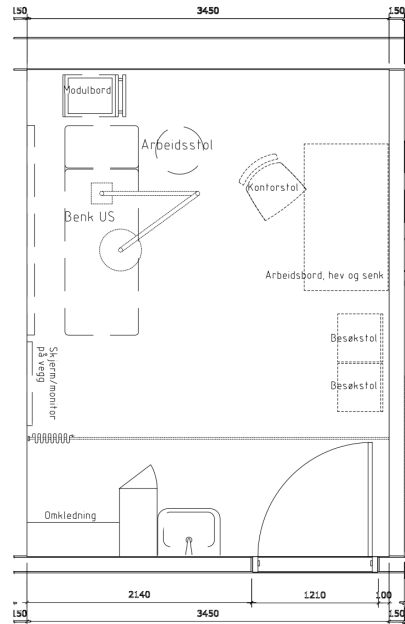 150 3450 150
Modulbord
Arbeidsstol
Kontorstol
Benk US
Arbeidsbord, hev og senk
Besøkstol
Skjerm/monitor
på vegg
Besøkstol
Omkledning
2140 1210 100
150 3450 150